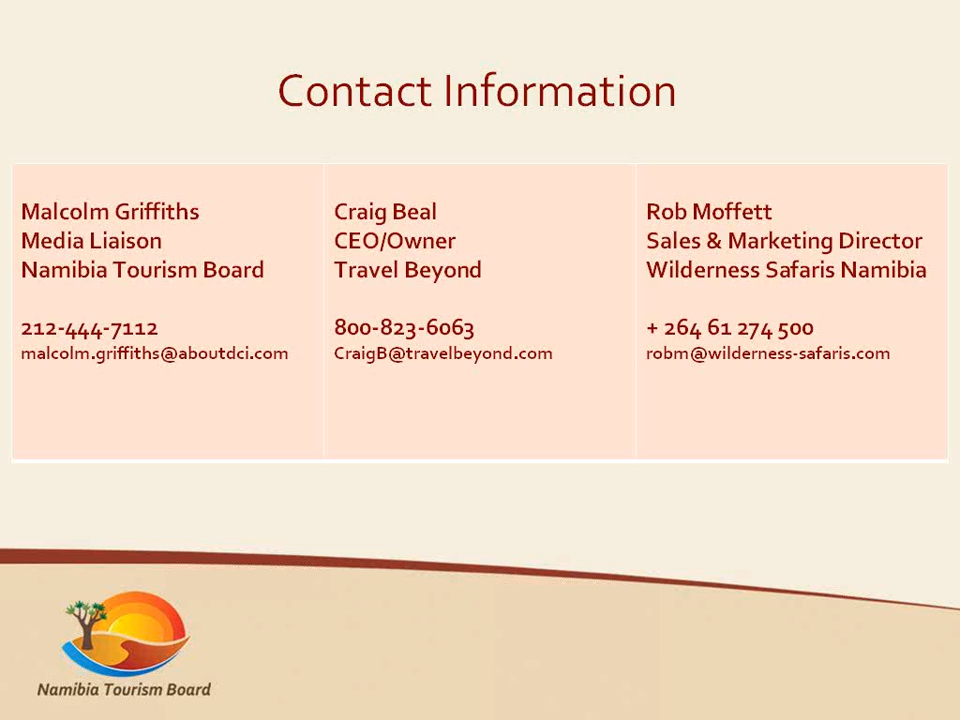 Contact Information
Malcolm Griffiths
Media Liaison
Namibia Tourism Board
212-444-7112
malcolm.griffiths@aboutdci.com
Craig Beal
CEO/Owner
Travel Beyond
800-823-6063
CraigB@travelbeyond.com
Rob Moffett
Sales & Marketing Director
Wilderness Safaris Namibia
+ 264 61 274 500
robm@wilderness-safaris.com
Namibia Tourism Board